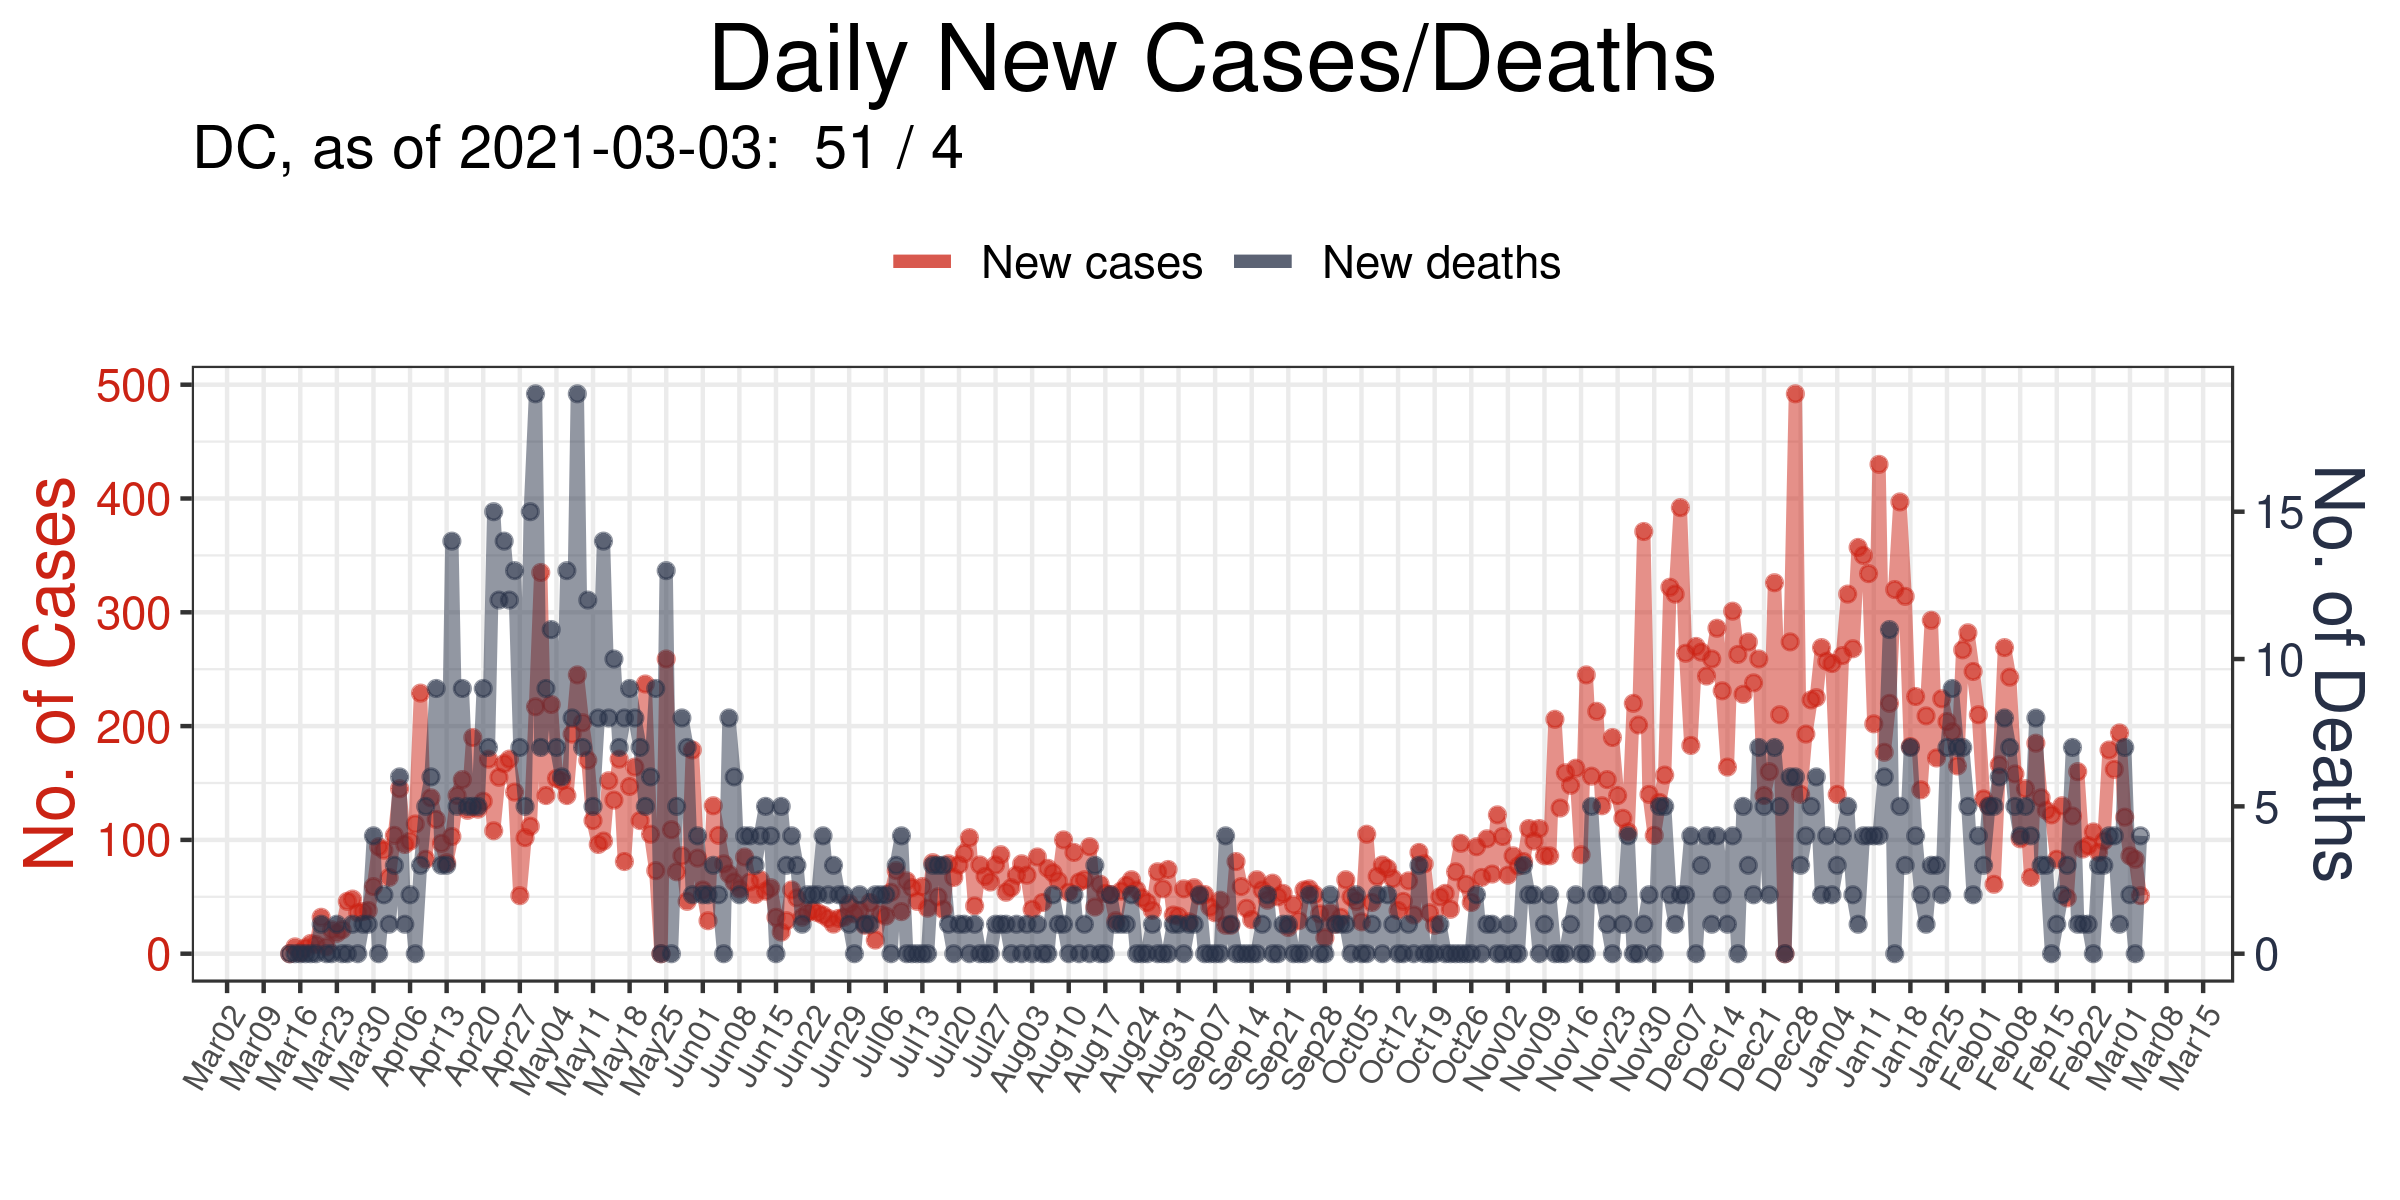 Daily New Cases/Deaths
DC, as of 2021-03-03:  51 / 4
New cases New deaths
No. of Cases
500
400
300
200
100
0
15
10
5
0
No. of Deaths
Mar02 Mar09 Mar16 Mar23 Mar30 Apr06 Apr13 Apr20 Apr27 May04 May11 May18 May25 Jun01 Jun08 Jun15 Jun22 Jun29 Jul06 Jul13 Jul20 Jul27 Aug03 Aug10 Aug17 Aug24 Aug31 Sep07 Sep14 Sep21 Sep28 Oct05 Oct12 Oct19 Oct26 Nov02 Nov09 Nov16 Nov23 Nov30 Dec07 Dec14 Dec21 Dec28 Jan04 Jan11 Jan18 Jan25 Feb01 Feb08 Feb15 Feb22 Mar01 Mar08 Mar15